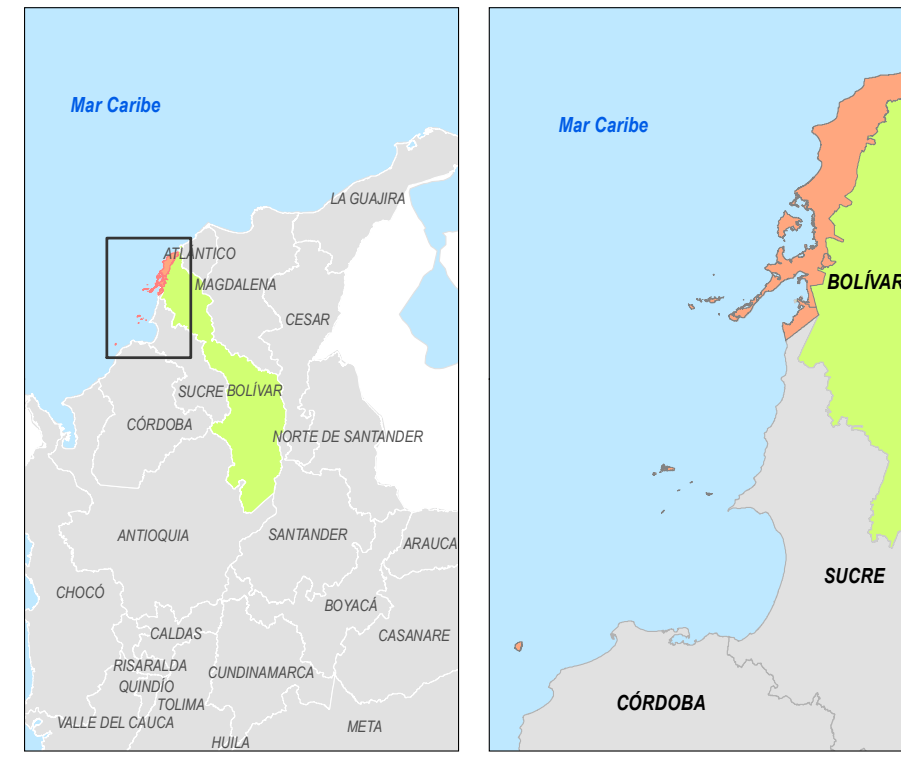 Mar Caribe
LA GUAJIRA
ATLÁNTICO
MAGDALENA
CESAR
SUCRE
BOLÍVAR
CÓRDOBA
NORTE DE SANTANDER
ANTIOQUIA
SANTANDER
ARAUCA
CHOCÓ
BOYACÁ
CALDAS
CASANARE
RISARALDA
CUNDINAMARCA
QUINDÍO
TOLIMA
VALLE DEL CAUCA
META
HUILA
Mar Caribe
BOLÍVAR
SUCRE
CÓRDOBA